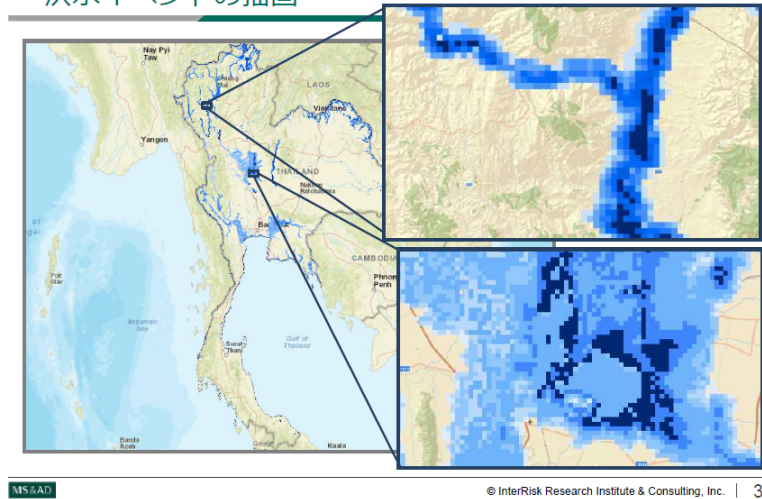 洪水イベントの描画
Nay Pyi
Taw
LAOS
Yangon
THAILAND
Nakhon
Ratchasima
CAMBODIA
Phnom
Penh
Port
Blair
Andaman
Sea
Gulf of
Thailand
Surat
Thani
Banda
Aceh
Kuala
MS&AD
© InterRisk Research Institute & Consulting, Inc.
3